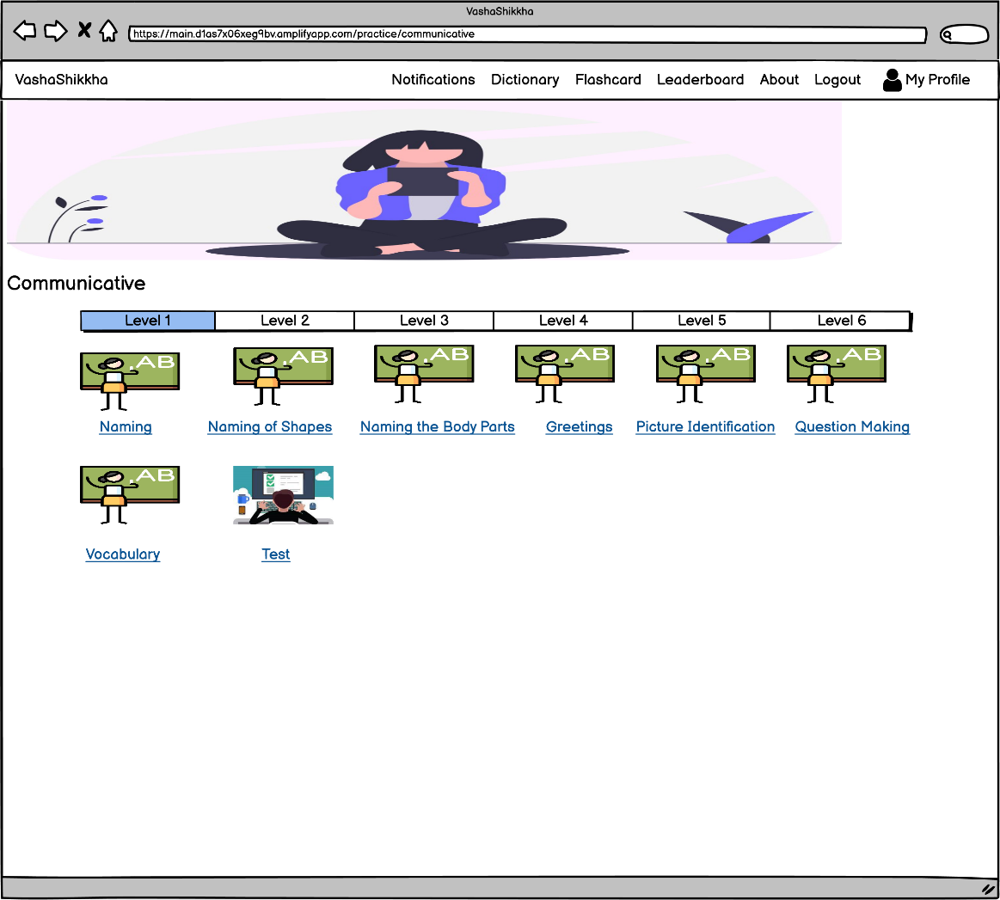 VashaShikkha
https://main.d1as7x06xeg9bv.amplifyapp.com/practice/communicative
VashaShikkha Notifications Dictionary Flashcard Leaderboard About Logout My Profile
Communicative
Level 1 Level 2 Level 3 Level 4 Level 5 Level 6
.AB .AB .AB .AB .AB .AB
Naming Naming of Shapes Naming the Body Parts Greetings Picture Identification Question Making
.AB
Vocabulary Test